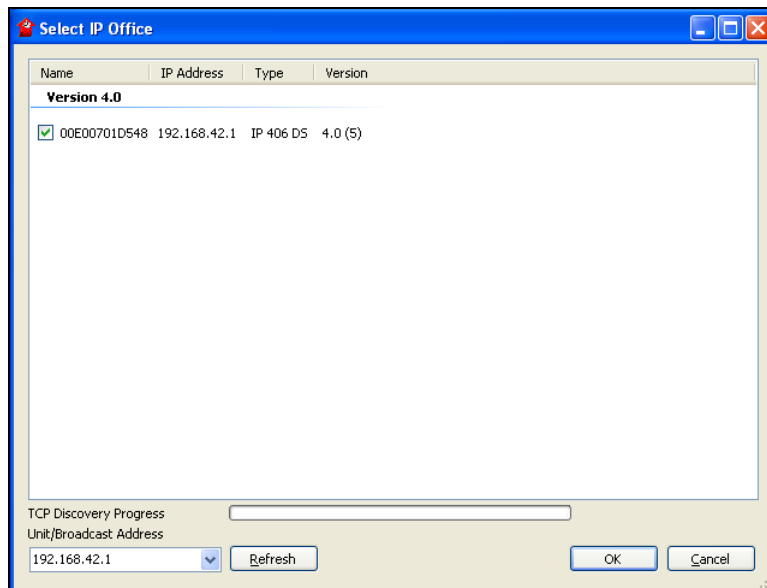 Select IP Office
Name IP Address Type Version
Version 4.0
00E00701D548 192.168.42.1 IP 406 DS 4.0 (5)
TCP Discovery Progress
Unit/Broadcast Address
192.168.42.1 Refresh OK Cancel